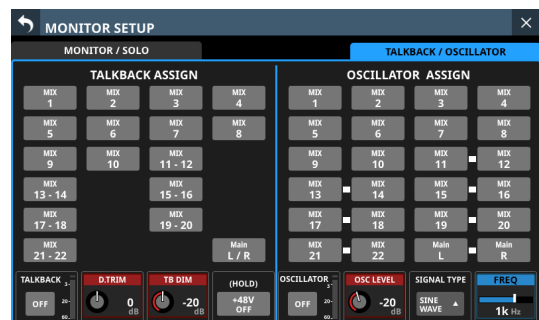 MONITOR SETUP
MONITOR / SOLO
TALKBACK / OSCILLATOR
TALKBACK ASSIGN
MIX 1 MIX 2 MIX 3 MIX 4
MIX 5 MIX 6 MIX 7 MIX 8
MIX 9 MIX 10 MIX 11 - 12
MIX 13 - 14 MIX 15 - 16
MIX 17 - 18 MIX 19 - 20
MIX 21 - 22 Main L / R
OSCILLATOR ASSIGN
MIX 1 MIX 2 MIX 3 MIX 4
MIX 5 MIX 6 MIX 7 MIX 8
MIX 9 MIX 10 MIX 11 MIX 12
MIX 13 MIX 14 MIX 15 MIX 16
MIX 17 MIX 18 MIX 19 MIX 20
MIX 21 MIX 22 Main L Main R
TALKBACK
OFF
3-
20-
60-
D.TRIM
0
dB
TB DIM
-20
dB
(HOLD)
+48V
OFF
OSCILLATOR
OFF
3-
20-
60-
OSC LEVEL
-20
dB
SIGNAL TYPE
SINE
WAVE
FREQ
1k Hz